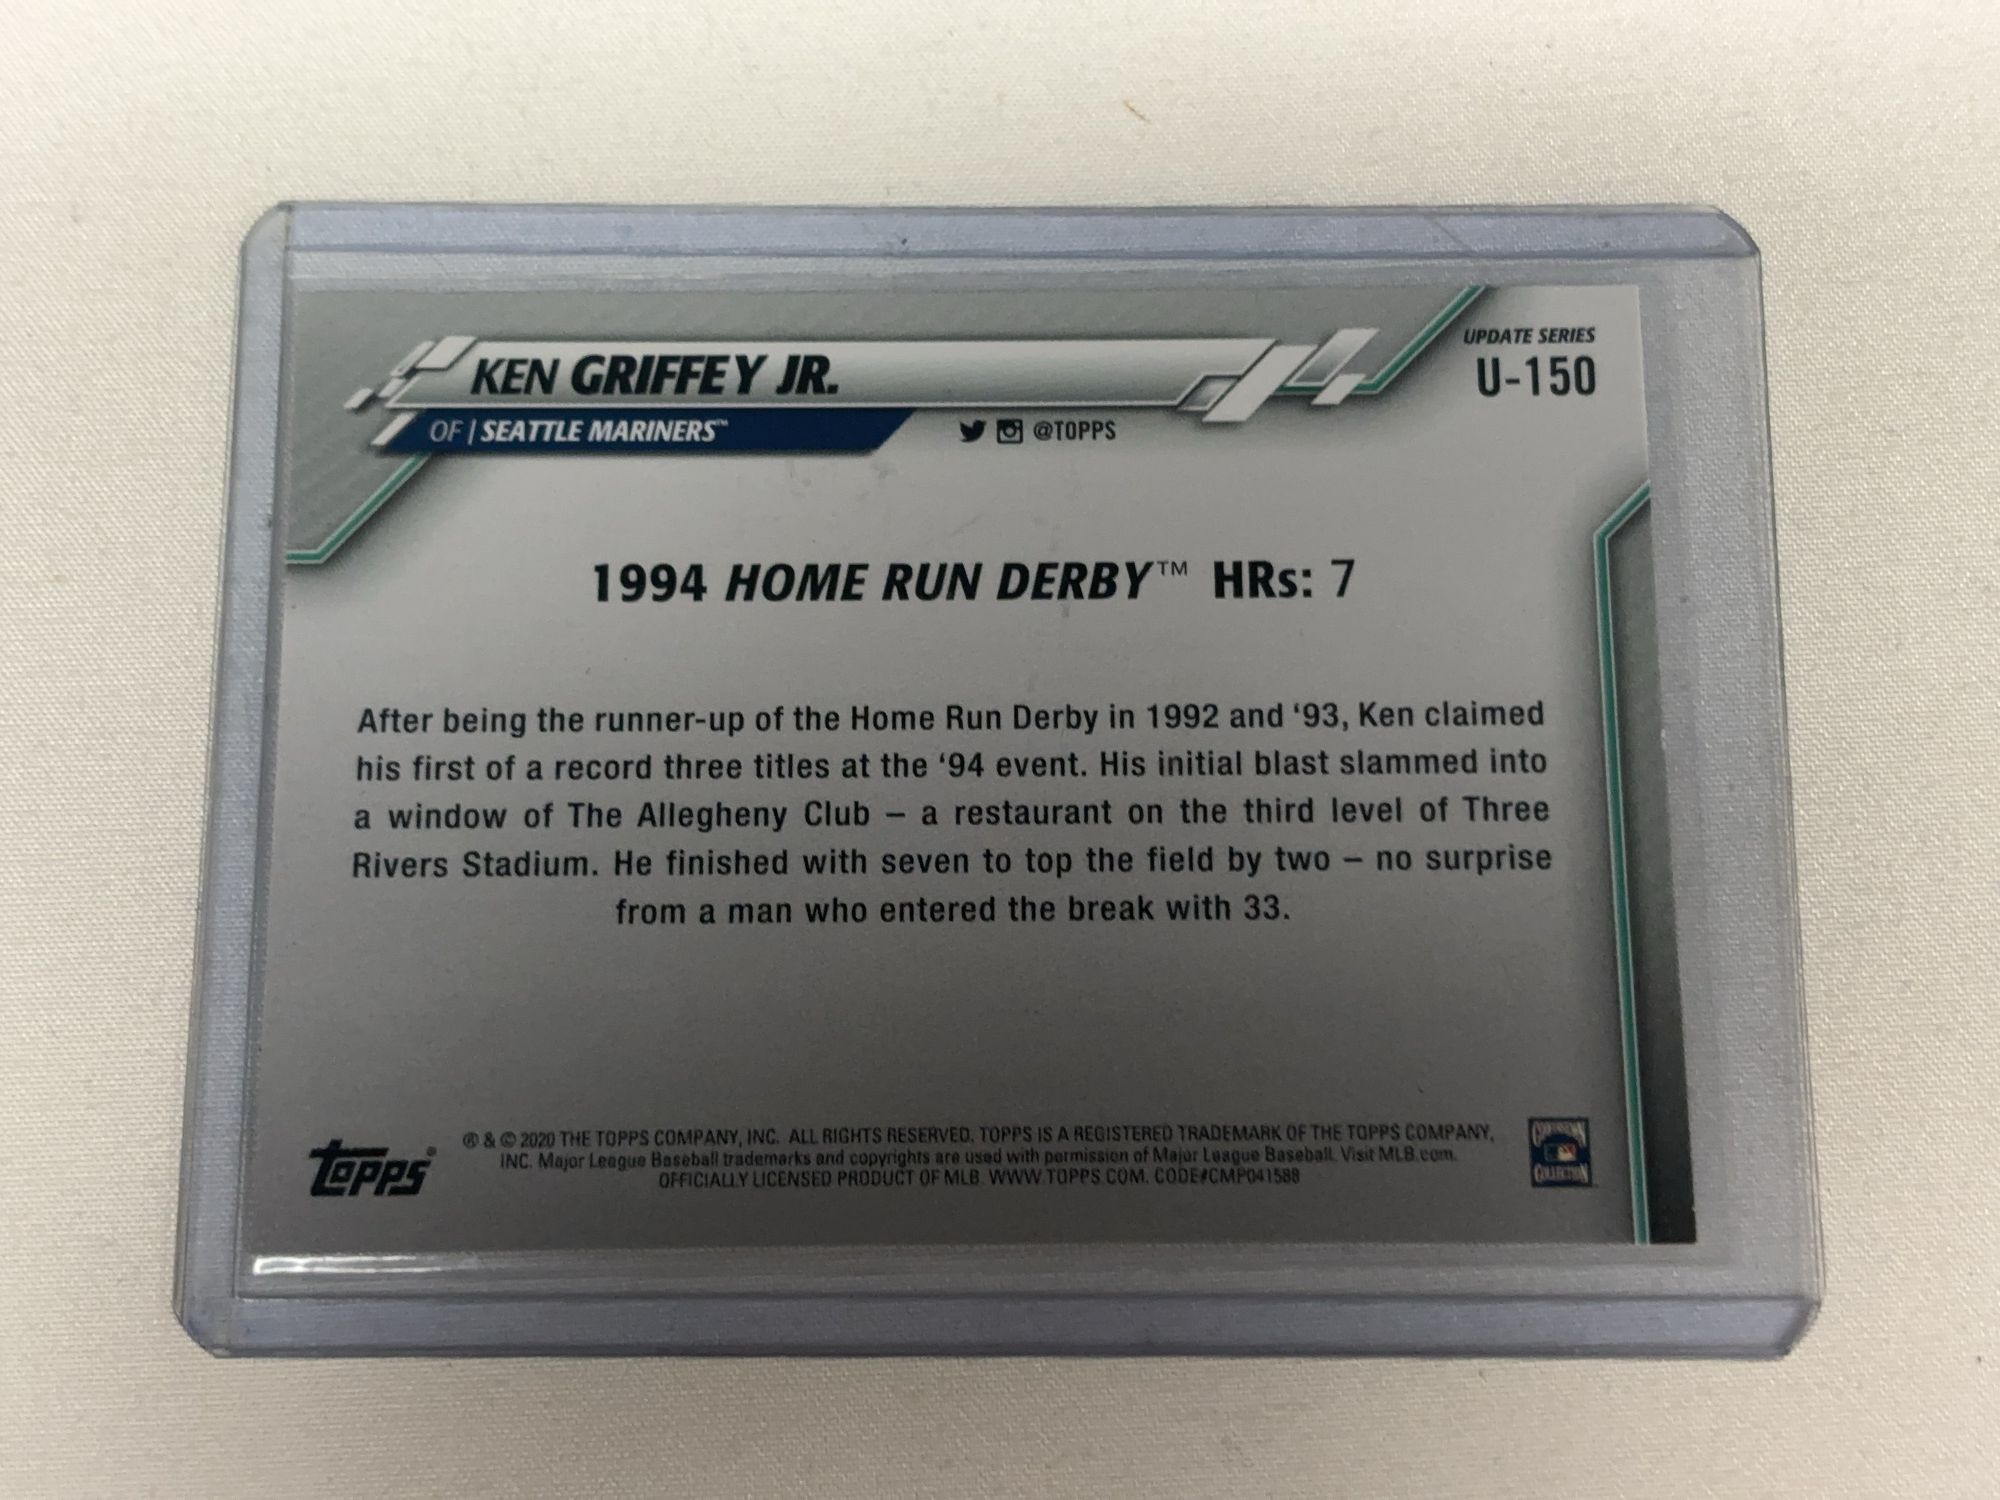 KEN GRIFFEY JR.
UPDATE SERIES
U-150
OF | SEATTLE MARINERS™
@TOPPS
1994 HOME RUN DERBY™ HRs: 7
After being the runner-up of the Home Run Derby in 1992 and ‘93, Ken claimed
his first of a record three titles at the ‘94 event. His initial blast slammed into
a window of The Allegheny Club – a restaurant on the third level of Three
Rivers Stadium. He finished with seven to top the field by two – no surprise
from a man who entered the break with 33.
topps®
® & © 2020 THE TOPPS COMPANY, INC. ALL RIGHTS RESERVED. TOPPS IS A REGISTERED TRADEMARK OF THE TOPPS COMPANY,
INC. Major League Baseball trademarks and copyrights are used with permission of Major League Baseball. Visit MLB.com.
OFFICIALLY LICENSED PRODUCT OF MLB. WWW.TOPPS.COM. CODE#CMP041588
COLLECTION